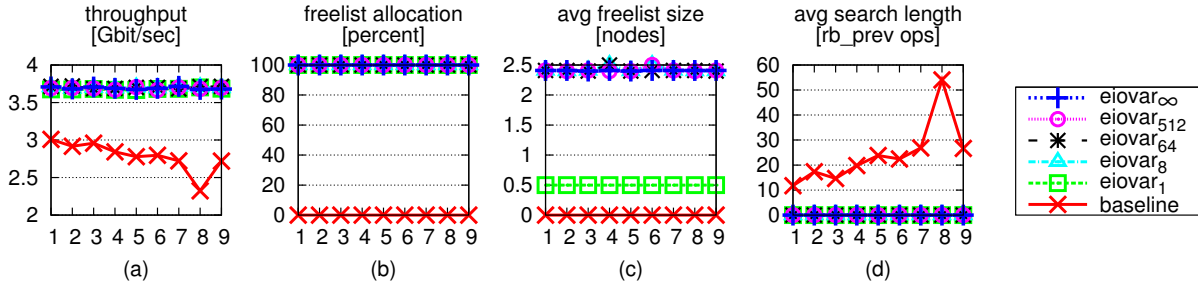 throughput
[Gbit/sec]
4
3.5
3
2.5
2
1 2 3 4 5 6 7 8 9
(a)
freelist allocation
[percent]
100
80
60
40
20
0
1 2 3 4 5 6 7 8 9
(b)
avg freelist size
[nodes]
2.5
2
1.5
1
0.5
0
1 2 3 4 5 6 7 8 9
(c)
avg search length
[rb_prev ops]
60
50
40
30
20
10
0
1 2 3 4 5 6 7 8 9
(d)
eiovar∞
eiovar512
eiovar64
eiovar8
eiovar1
baseline